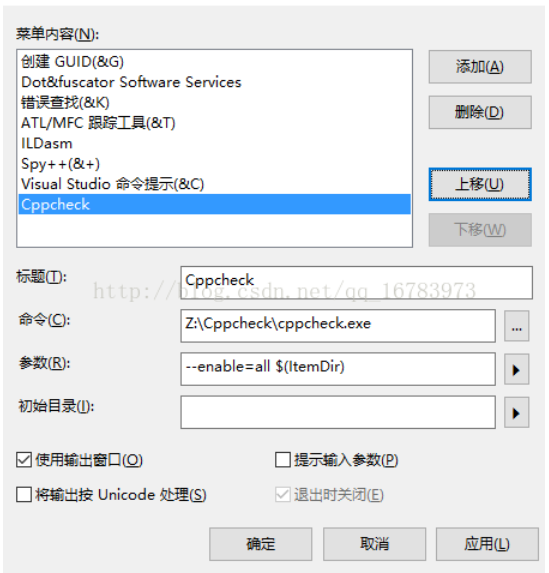 菜单内容(N):
创建 GUID(&G)
Dot&fuscator Software Services
错误查找(&K)
ATL/MFC 跟踪工具(&T)
ILDasm
Spy++(&+)
Visual Studio 命令提示(&C)
Cppcheck
添加(A)
删除(D)
上移(U)
下移(W)
标题(T):
Cppcheck
http://blog.csdn.net/qq_16783973
命令(C):
Z:\Cppcheck\cppcheck.exe
...
参数(R):
--enable=all $(ItemDir)
初始目录(I):
使用输出窗口(O)
提示输入参数(P)
将输出按 Unicode 处理(S)
退出时关闭(E)
确定
取消
应用(L)